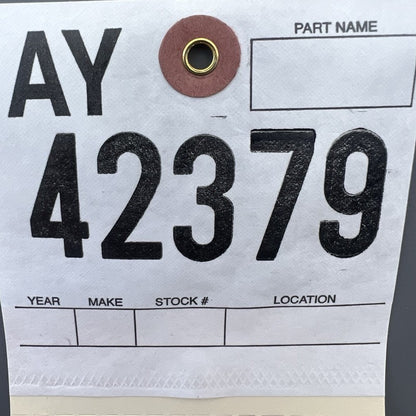 AY
PART NAME
42379
YEAR MAKE STOCK # LOCATION